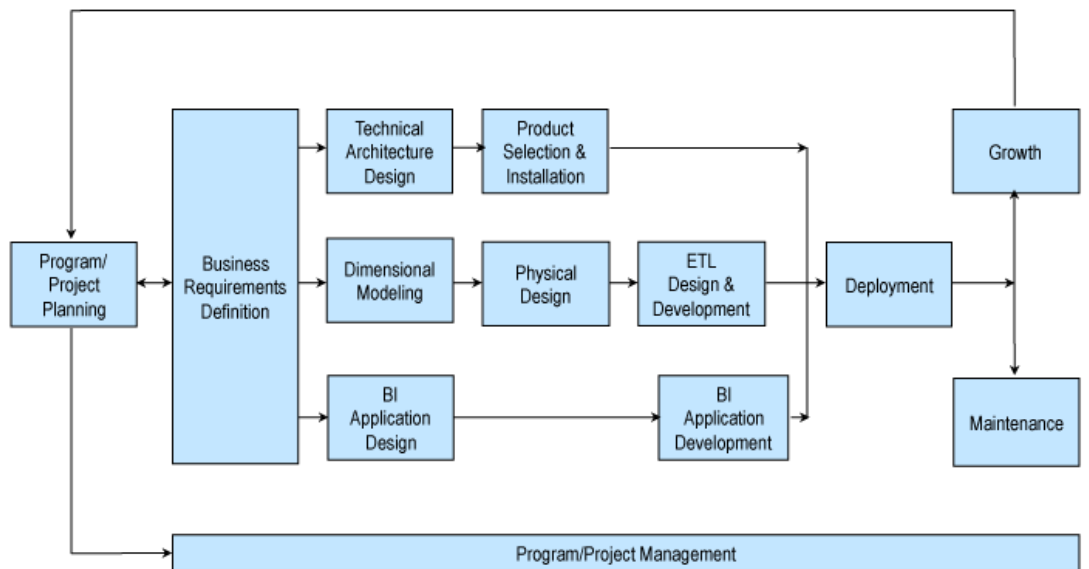 Technical
Architecture
Design
Product
Selection &
Installation
Growth
Program/
Project
Planning
Business
Requirements
Definition
Dimensional
Modeling
Physical
Design
ETL
Design &
Development
Deployment
BI
Application
Design
BI
Application
Development
Maintenance
Program/Project Management